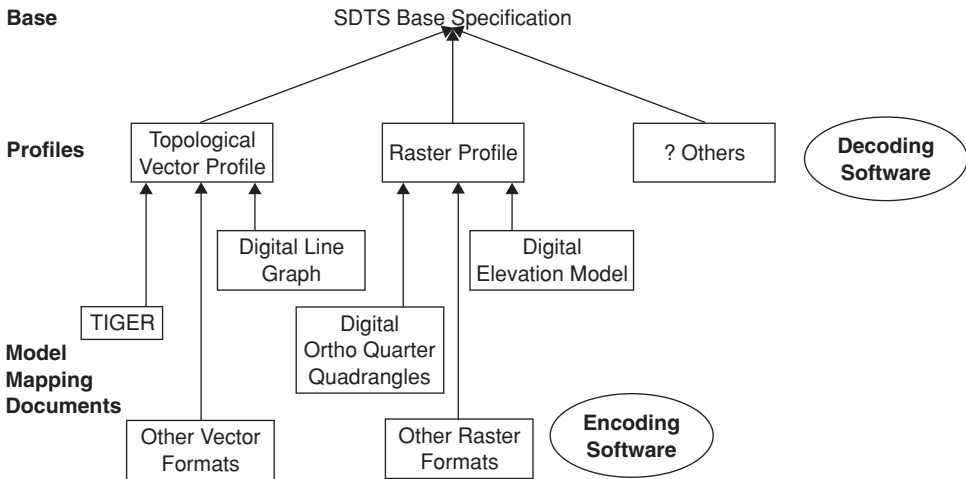 Base
SDTS Base Specification
Profiles
Topological
Vector Profile
Raster Profile
? Others
Decoding
Software
Digital Line
Graph
Digital
Elevation Model
TIGER
Digital
Ortho Quarter
Quadrangles
Model
Mapping
Documents
Other Vector
Formats
Other Raster
Formats
Encoding
Software